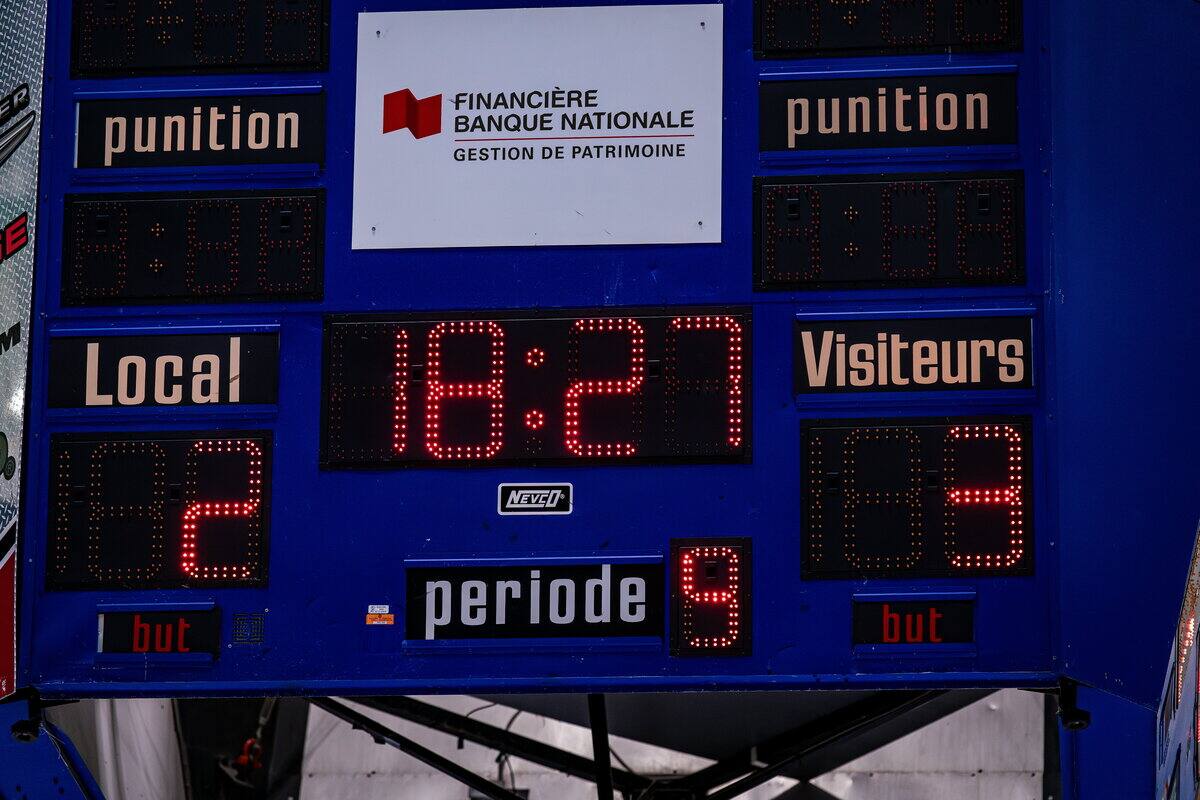 punition
FINANCIÈRE
BANQUE NATIONALE
GESTION DE PATRIMOINE
punition
Local
18:27
Visiteurs
2
NEVCO
3
periode
9
but
but